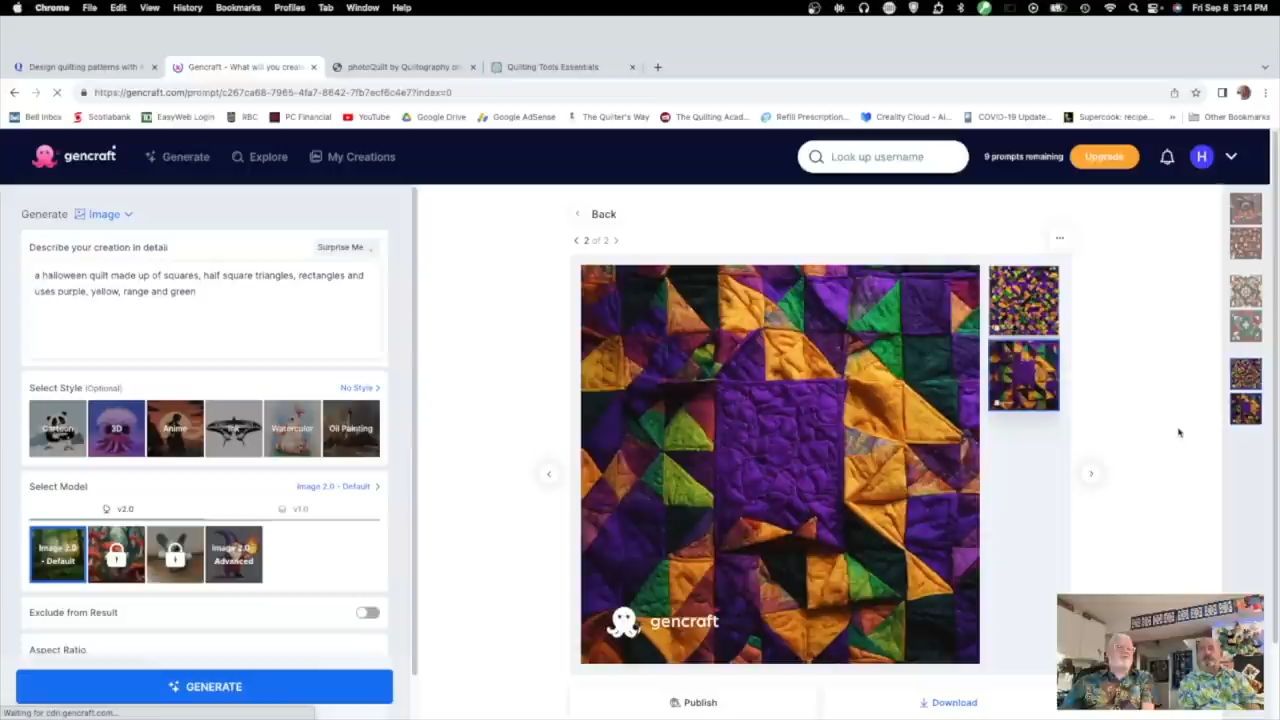 Chrome File Edit View History Bookmarks Profiles Tab Window Help Fri Sep 8 3:14 PM
Design quilting patterns with Gencraft - What will you create photoQuilt by Quiltography on Quilting Tools Essentials
https://gencraft.com/prompt/c267ca68-7965-4fa7-8642-7fb7ecf6c4e7?index=0
Bell Inbox Scotiabank EasyWeb Login RBC PC Financial YouTube Google Drive Google AdSense The Quilter's Way The Quilting Acad... Refill Prescription... Creality Cloud - Ai... COVID-19 Update... Supercook: recipe... » Other Bookmarks
gencraft Generate Explore My Creations Look up username 9 prompts remaining Upgrade H
Generate Image
Back
2 of 2
Describe your creation in detail Surprise Me
a halloween quilt made up of squares, half square triangles, rectangles and
uses purple, yellow, range and green
Select Style (Optional) No Style >
Cartoon 3D Anime Ink Watercolor Oil Painting
Select Model Image 2.0 - Default >
v2.0 v1.0
Image 2.0 - Default
Image 2.0 Advanced
Exclude from Result
Aspect Ratio
gencraft
GENERATE
Publish Download
Waiting for cdn.gencraft.com...